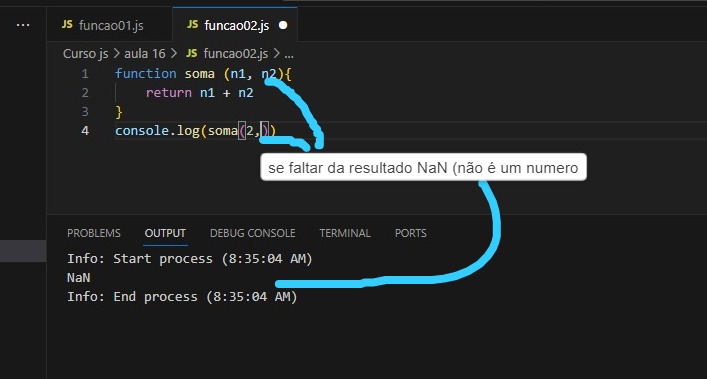 ... JS funcao01.js JS funcao02.js ●
Curso js > aula 16 > JS funcao02.js > ...
1 function soma (n1, n2){
2 return n1 + n2
3 }
4 console.log(soma(2,))
se faltar da resultado NaN (não é um numero
PROBLEMS OUTPUT DEBUG CONSOLE TERMINAL PORTS
Info: Start process (8:35:04 AM)
NaN
Info: End process (8:35:04 AM)